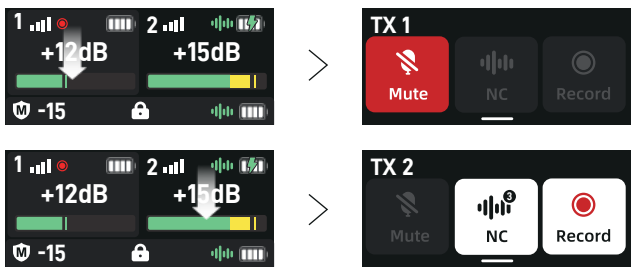 1 2
+12dB +15dB
M -15
TX 1
Mute NC Record
1 2
+12dB +15dB
M -15
TX 2
Mute NC 3 Record